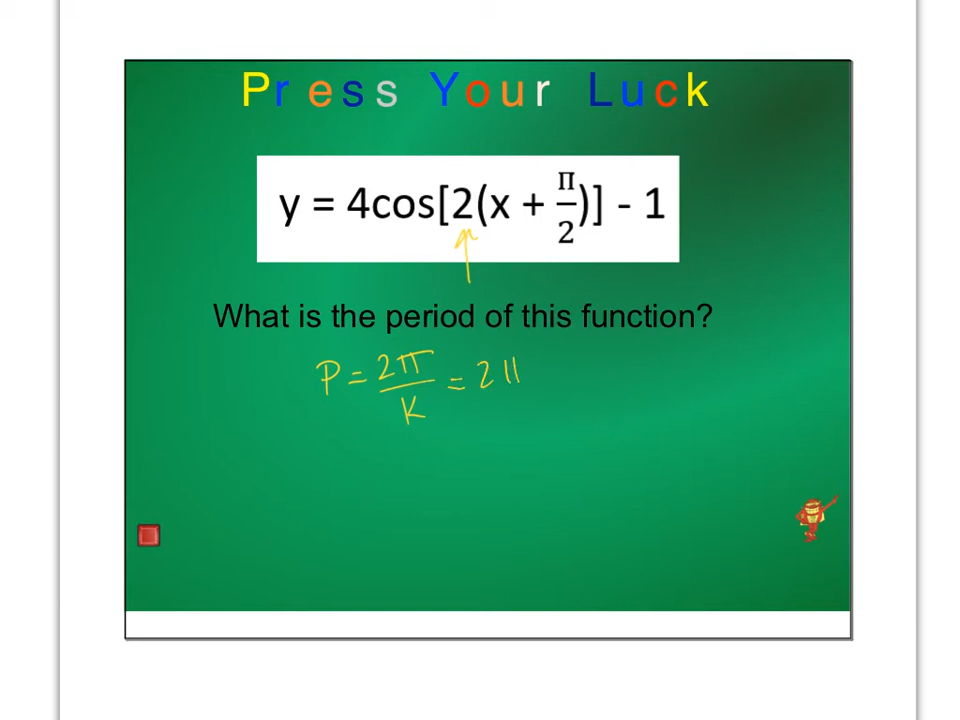 Press Your Luck
y = 4cos[2(x + π/2)] - 1
What is the period of this function?
P = 2π/K = 2π